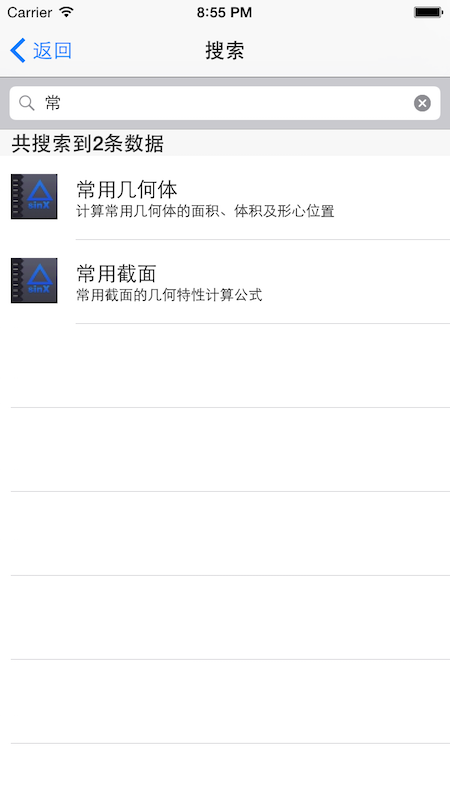 Carrier 8:55 PM
返回 搜索
常
共搜索到2条数据
sinX
常用几何体
计算常用几何体的面积、体积及形心位置
sinX
常用截面
常用截面的几何特性计算公式